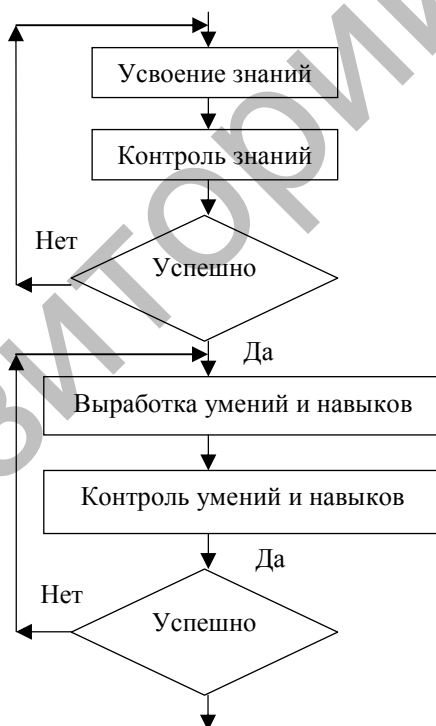 Усвоение знаний
Контроль знаний
Нет
Успешно
Да
Выработка умений и навыков
Контроль умений и навыков
Да
Нет
Успешно